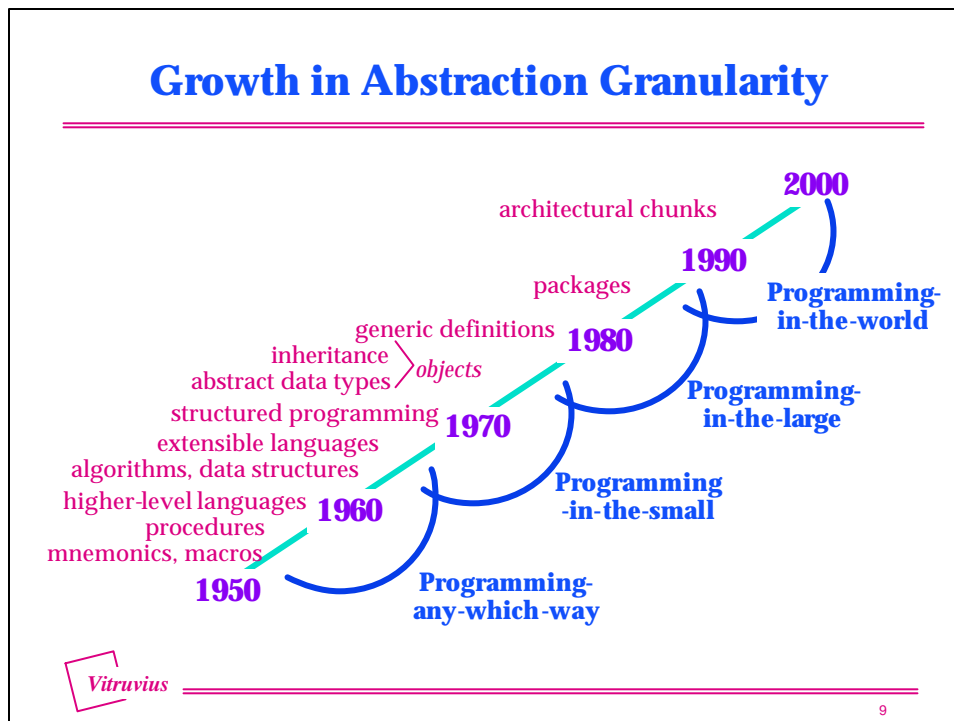 Growth in Abstraction Granularity
2000
architectural chunks
1990
packages
Programming-
in-the-world
generic definitions
1980
inheritance
abstract data types
objects
Programming-
in-the-large
structured programming
1970
extensible languages
algorithms, data structures
Programming
-in-the-small
higher-level languages
1960
procedures
mnemonics, macros
1950
Programming-
any-which-way
Vitruvius
9